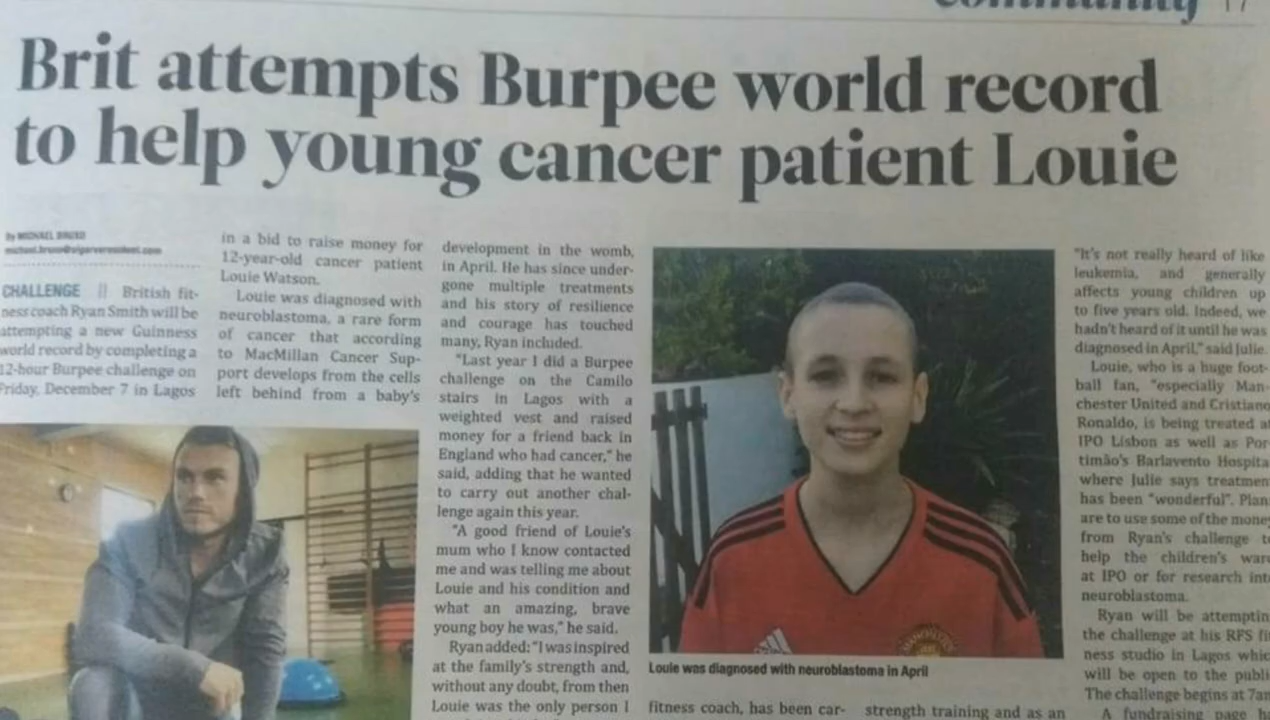 community 17
Brit attempts Burpee world record
to help young cancer patient Louie
by MICHAEL BRUXO
CHALLENGE || British fit-
ness coach Ryan Smith will be
attempting a new Guinness
world record by completing a
12-hour Burpee challenge on
Friday, December 7 in Lagos
in a bid to raise money for
12-year-old cancer patient
Louie Watson.
Louie was diagnosed with
neuroblastoma, a rare form
of cancer that according
to MacMillan Cancer Sup-
port develops from the cells
left behind from a baby's
development in the womb,
in April. He has since under-
gone multiple treatments
and his story of resilience
and courage has touched
many, Ryan included.
"Last year I did a Burpee
challenge on the Camilo
stairs in Lagos with a
weighted vest and raised
money for a friend back in
England who had cancer," he
said, adding that he wanted
to carry out another chal-
lenge again this year.
"A good friend of Louie's
mum who I know contacted
me and was telling me about
Louie and his condition and
what an amazing, brave
young boy he was," he said.
Ryan added: "I was inspired
at the family's strength and,
without any doubt, from then
Louie was the only person I
adidas
MANCHESTER
Louie was diagnosed with neuroblastoma in April
fitness coach, has been car-
strength training and as an
"It's not really heard of like
leukemia, and generally
affects young children up
to five years old. Indeed, we
hadn't heard of it until he was
diagnosed in April," said Julie.
Louie, who is a huge foot-
ball fan, "especially Man-
chester United and Cristiano
Ronaldo, is being treated at
IPO Lisbon as well as Por-
timão's Barlavento Hospita
where Julie says treatmen
has been "wonderful". Plan
are to use some of the money
from Ryan's challenge to
help the children's ward
at IPO or for research int
neuroblastoma.
Ryan will be attemptin
the challenge at his RFS fit
ness studio in Lagos whic
will be open to the publi
The challenge begins at 7am
A fundraising page h